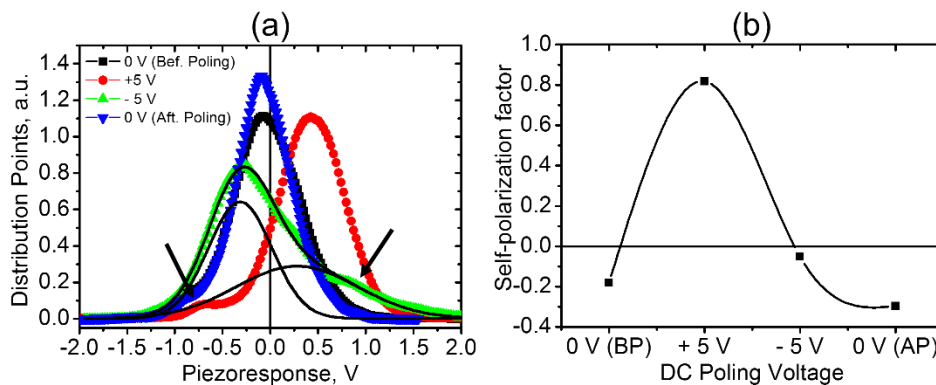 (a)
Distribution Points, a.u.
1.4
1.2
1.0
0.8
0.6
0.4
0.2
0.0
0 V (Bef. Poling)
+5 V
- 5 V
0 V (Aft. Poling)
-2.0 -1.5 -1.0 -0.5 0.0 0.5 1.0 1.5 2.0
Piezoresponse, V
(b)
Self-polarization factor
1.0
0.8
0.6
0.4
0.2
0.0
-0.2
-0.4
0 V (BP) + 5 V - 5 V 0 V (AP)
DC Poling Voltage